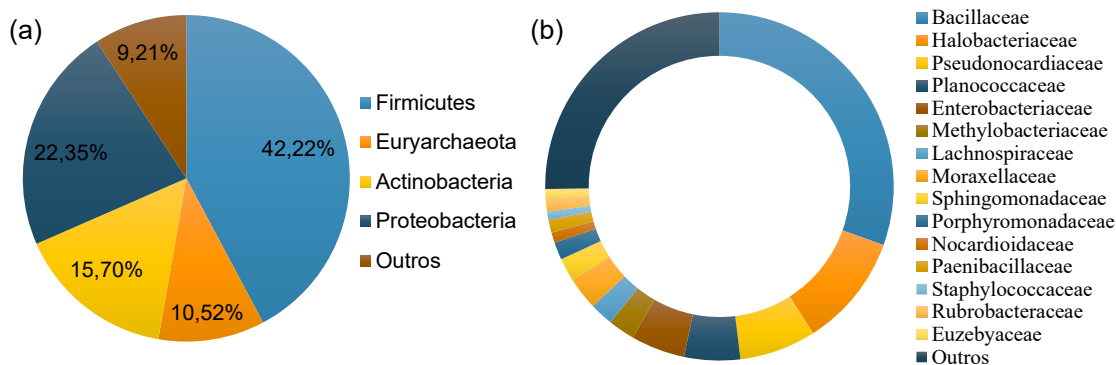 (a)
9,21%
42,22%
22,35%
15,70%
10,52%
Firmicutes
Euryarchaeota
Actinobacteria
Proteobacteria
Outros
(b)
Bacillaceae
Halobacteriaceae
Pseudonocardiaceae
Planococcaceae
Enterobacteriaceae
Methylobacteriaceae
Lachnospiraceae
Moraxellaceae
Sphingomonadaceae
Porphyromonadaceae
Nocardioidaceae
Paenibacillaceae
Staphylococcaceae
Rubrobacteraceae
Euzebyaceae
Outros